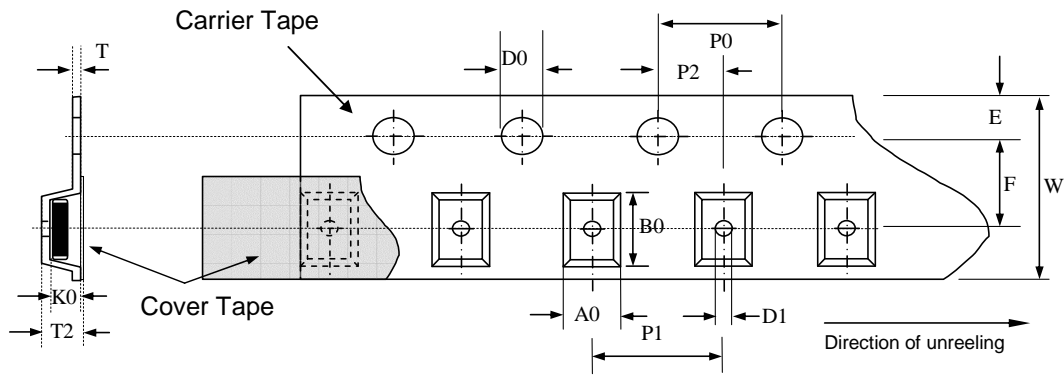 Carrier Tape
P0
T
D0
P2
E
F
W
B0
K0
Cover Tape
A0
D1
T2
P1
Direction of unreeling